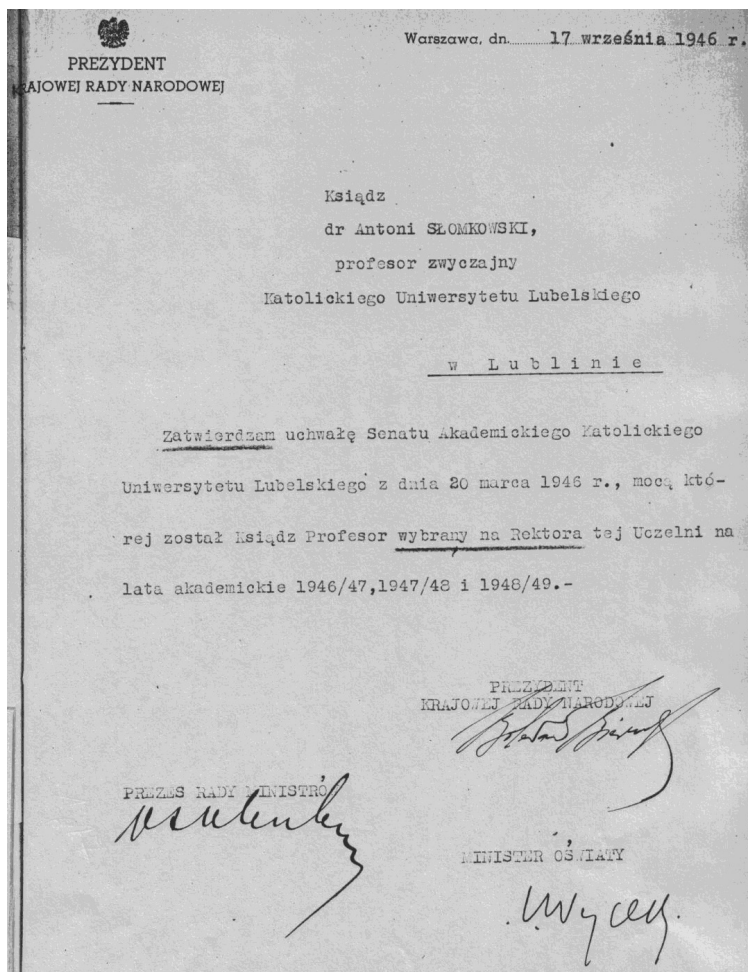 Warszawa, dn. 17 września 1946 r.
PREZYDENT
KRAJOWEJ RADY NARODOWEJ
Ksiądz
dr Antoni SŁOMKOWSKI,
profesor zwyczajny
Katolickiego Uniwersytetu Lubelskiego
w Lublinie
Zatwierdzam uchwałę Senatu Akademickiego Katolickiego
Uniwersytetu Lubelskiego z dnia 20 marca 1946 r., mocą któ-
rej został Ksiądz Profesor wybrany na Rektora tej Uczelni na
lata akademickie 1946/47,1947/48 i 1948/49.-
PREZYDENT
KRAJOWEJ RADY NARODOWEJ
Bolesław Bierut
PREZES RADY MINISTRÓ
MINISTER OŚWIATY